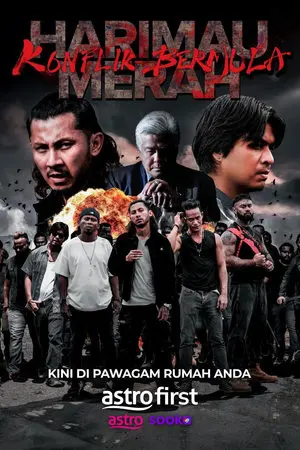 HARIMAU
KONFLIK BERMULA
MERAH
KINI DI PAWAGAM RUMAH ANDA
astro first
astro sooka